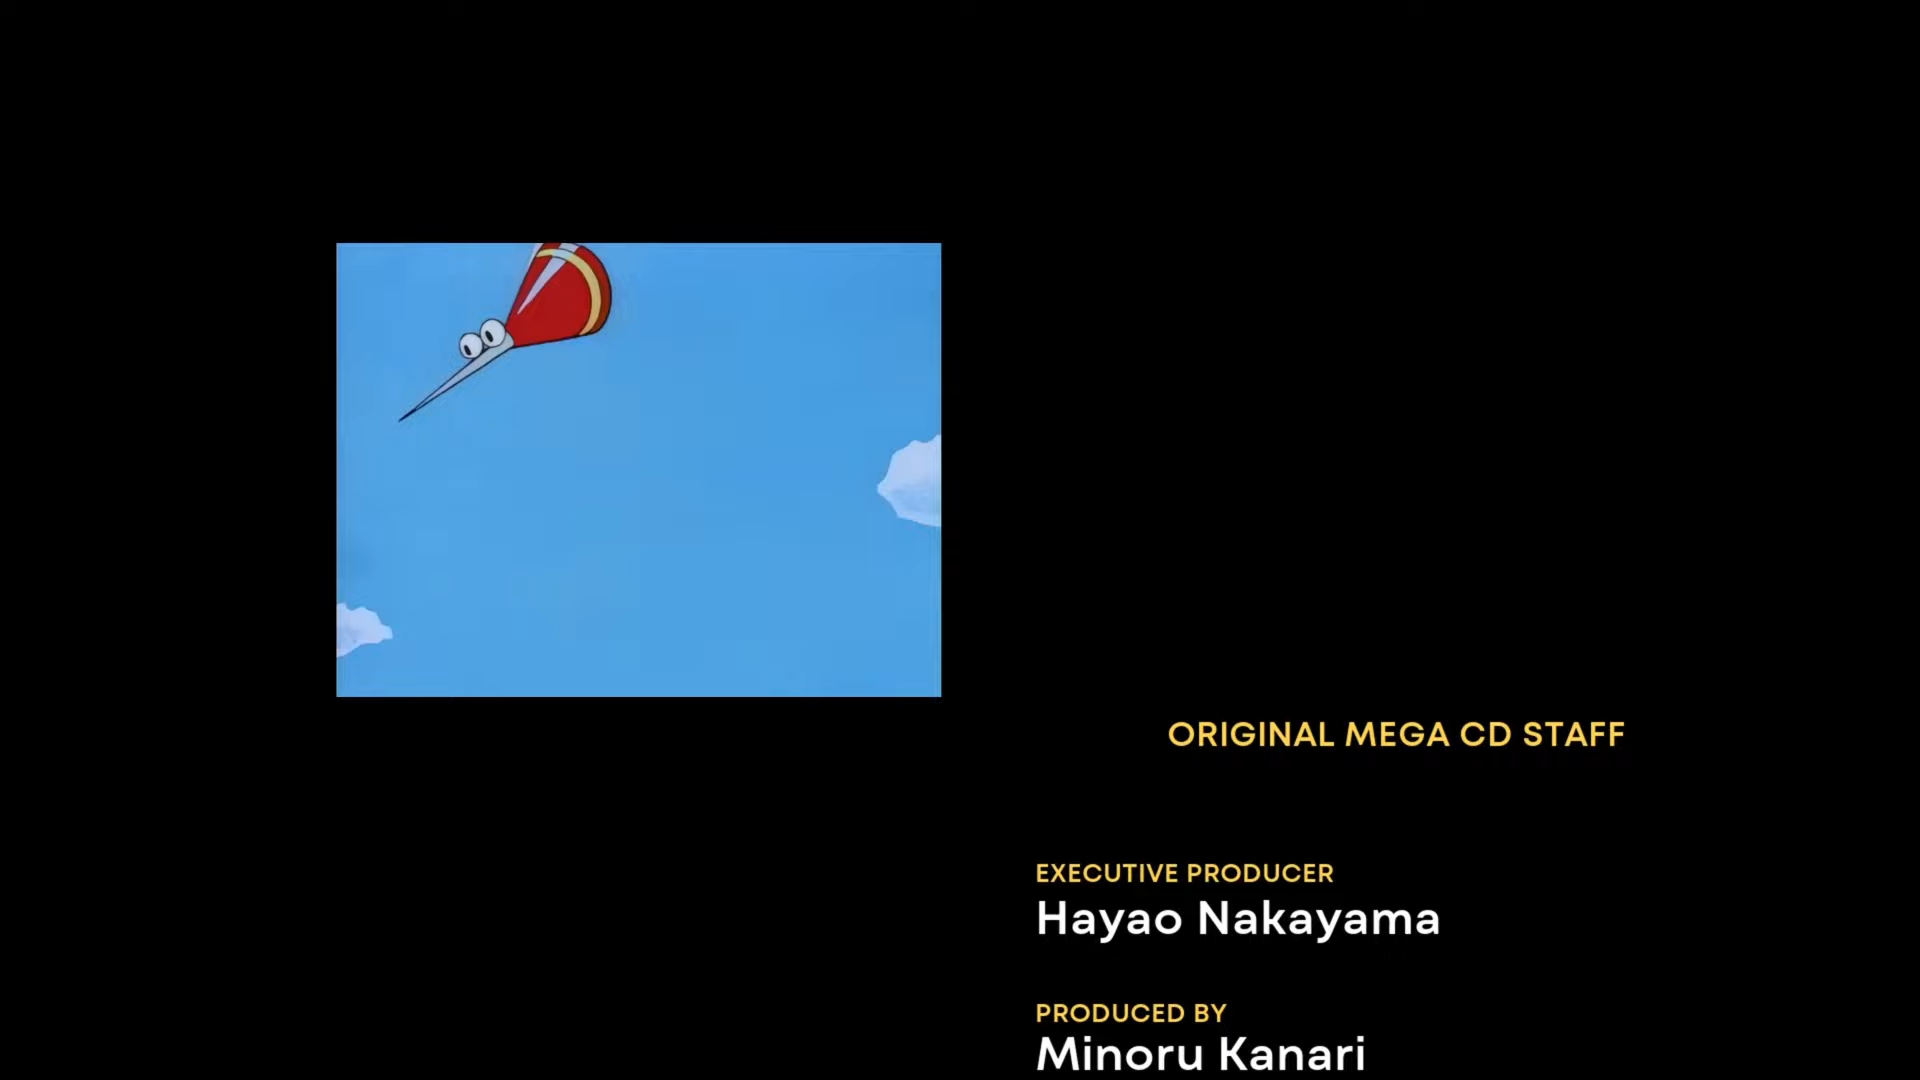 ORIGINAL MEGA CD STAFF
EXECUTIVE PRODUCER
Hayao Nakayama
PRODUCED BY
Minoru Kanari